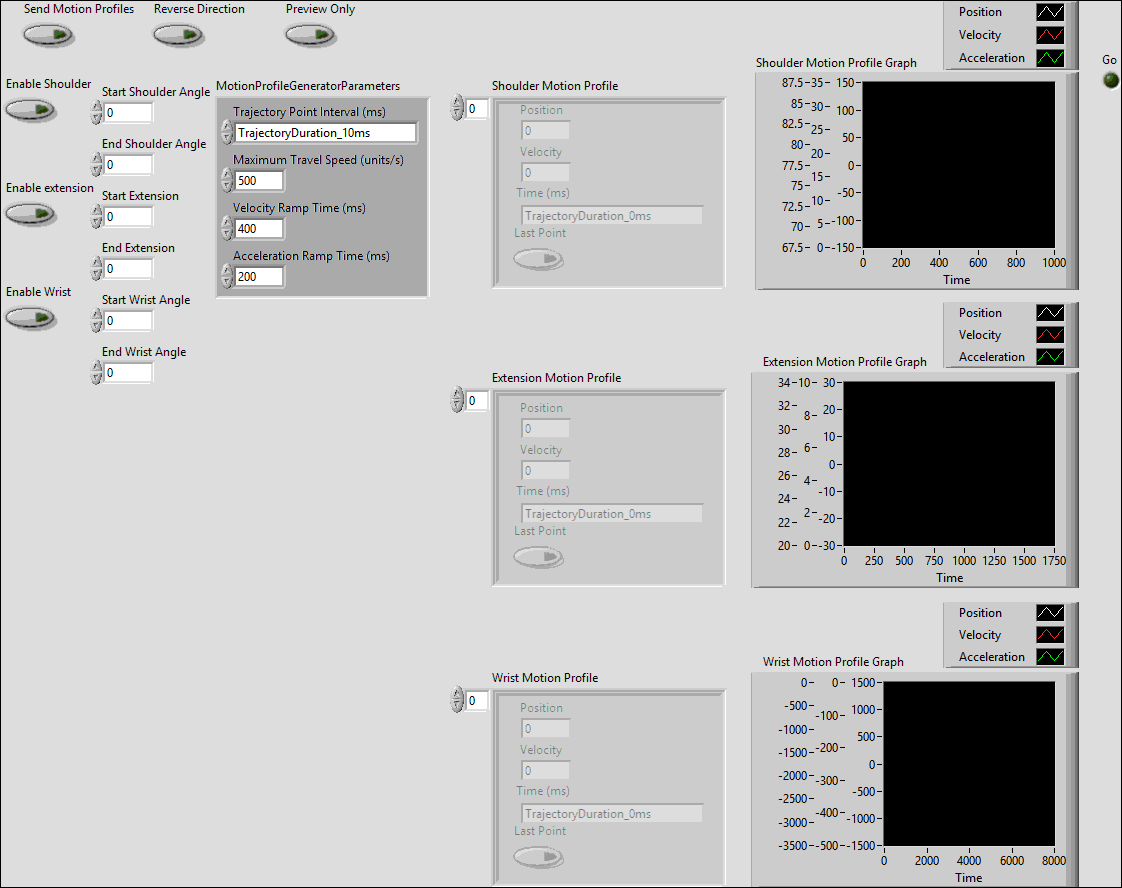 Send Motion Profiles
Reverse Direction
Preview Only
Enable Shoulder
Start Shoulder Angle
0
End Shoulder Angle
0
Enable extension
Start Extension
0
End Extension
0
Enable Wrist
Start Wrist Angle
0
End Wrist Angle
0
MotionProfileGeneratorParameters
Trajectory Point Interval (ms)
TrajectoryDuration_10ms
Maximum Travel Speed (units/s)
500
Velocity Ramp Time (ms)
400
Acceleration Ramp Time (ms)
200
Shoulder Motion Profile
0
Position
0
Velocity
0
Time (ms)
TrajectoryDuration_0ms
Last Point
Position
Velocity
Acceleration
Go
Shoulder Motion Profile Graph
87.5 35 150
85 30 100
82.5 25 50
80 20 0
77.5 15 -50
75 10 -100
72.5 5 -150
70 0
67.5
0 200 400 600 800 1000
Time
Extension Motion Profile
0
Position
0
Velocity
0
Time (ms)
TrajectoryDuration_0ms
Last Point
Position
Velocity
Acceleration
Extension Motion Profile Graph
34 10 30
32 8 20
30 6 10
28 4 0
26 2 -10
24 0 -20
22 -30
20
0 250 500 750 1000 1250 1500 1750
Time
Wrist Motion Profile
0
Position
0
Velocity
0
Time (ms)
TrajectoryDuration_0ms
Last Point
Position
Velocity
Acceleration
Wrist Motion Profile Graph
0 0 1500
-500 -100 1000
-1000 -200 500
-1500 -300 0
-2000 -400 -500
-2500 -500 -1000
-3000 -1500
-3500
0 2000 4000 6000 8000
Time